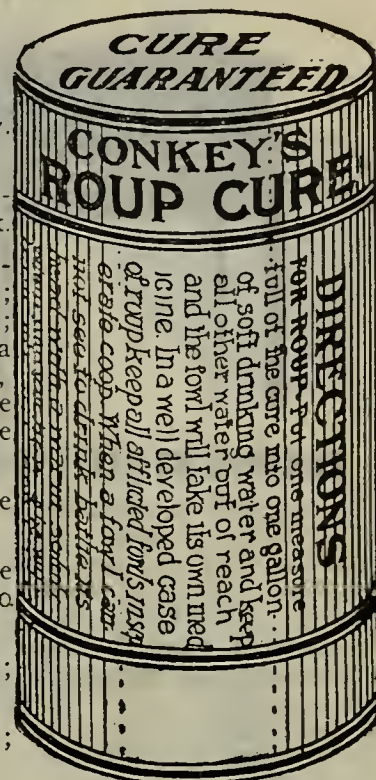 CURE
GUARANTEED
CONKEY'S
ROUP CURE
DIRECTIONS
FOR ROUP-Put one measure
full of the cure into one gallon
of soft drinking water and keep
all other water out of reach
and the fowl will take its own med
icine. In a well developed case
of roup keep all afflicted fowls in sep
erate coop. When a fowl can
not see to drink bathe its
head with warm